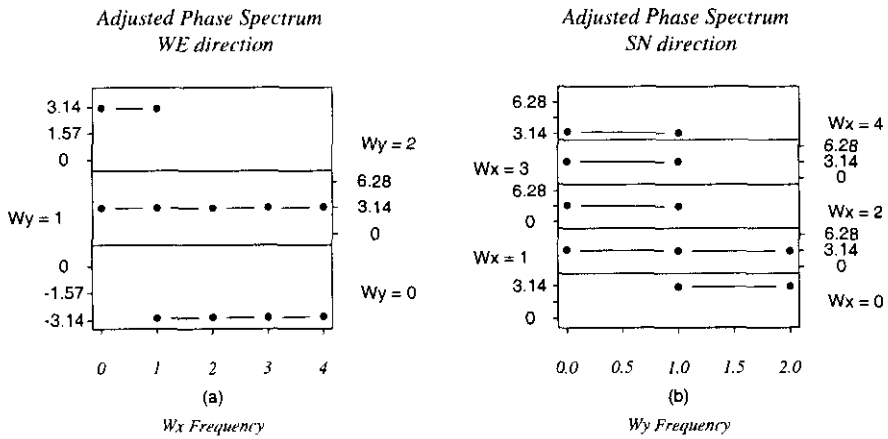 Adjusted Phase Spectrum
WE direction
3.14
1.57
0
Wy = 2
6.28
3.14
0
Wy = 1
0
-1.57
-3.14
Wy = 0
0 1 2 3 4
(a)
Wx Frequency
Adjusted Phase Spectrum
SN direction
6.28
3.14
Wx = 4
6.28
3.14
0
Wx = 3
6.28
0
Wx = 2
6.28
3.14
0
Wx = 1
3.14
0
Wx = 0
0.0 0.5 1.0 1.5 2.0
(b)
Wy Frequency